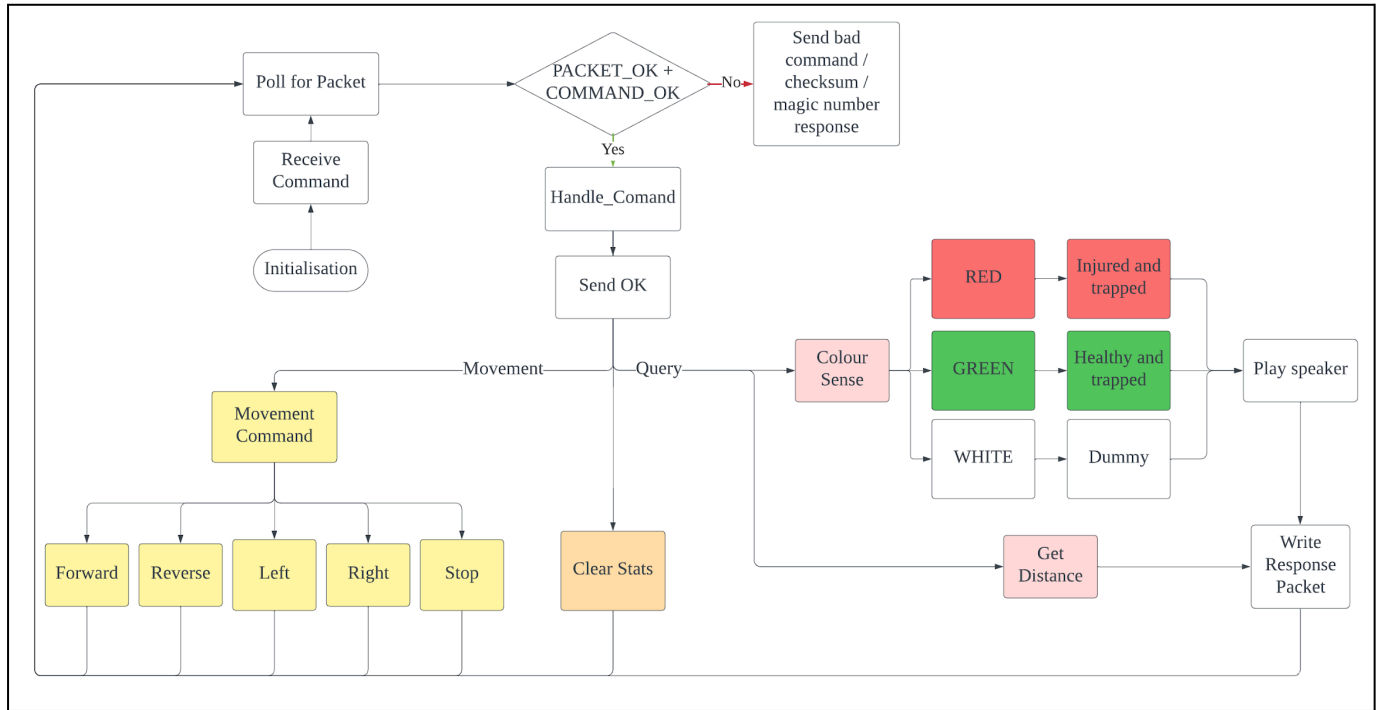 Poll for Packet
PACKET_OK +
COMMAND_OK
No
Send bad
command /
checksum /
magic number
response
Receive
Command
Yes
Handle_Comand
Initialisation
Send OK
RED
Injured and
trapped
Movement
Query
Colour
Sense
GREEN
Healthy and
trapped
Play speaker
Movement
Command
WHITE
Dummy
Forward
Reverse
Left
Right
Stop
Clear Stats
Get
Distance
Write
Response
Packet